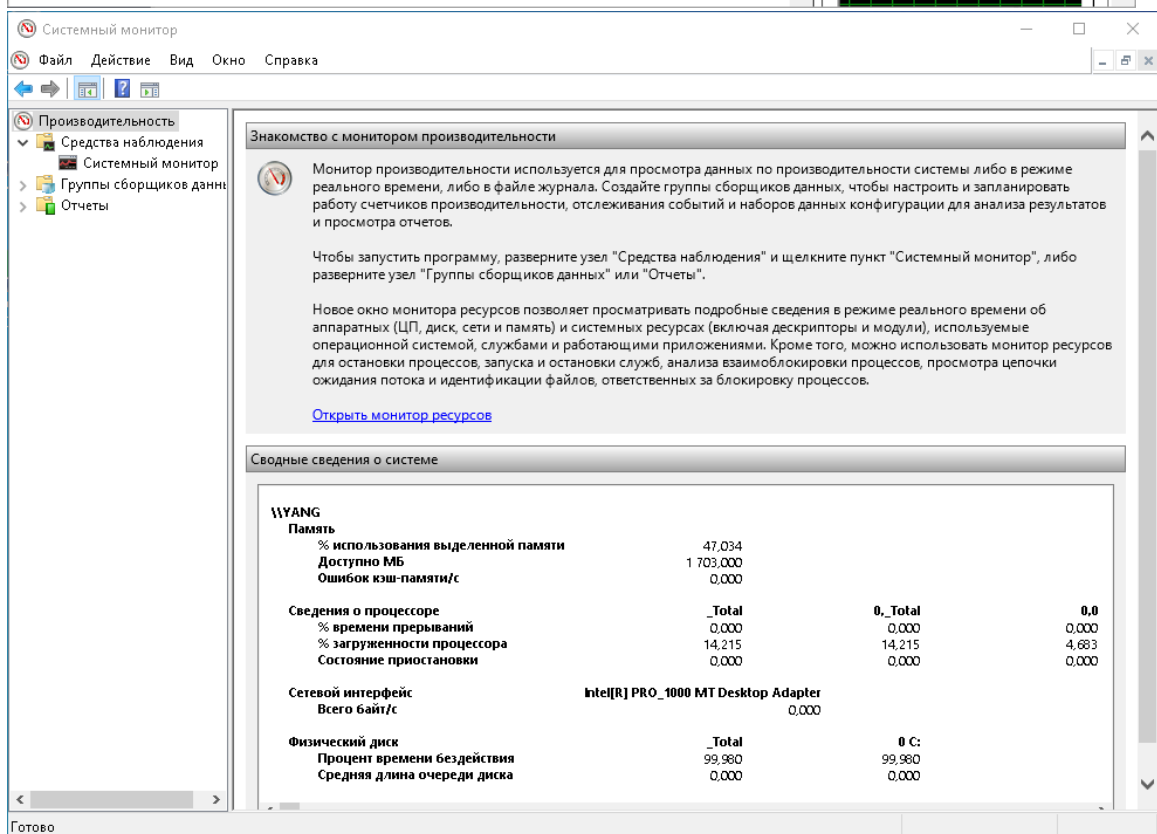 Системный монитор
Файл Действие Вид Окно Справка
Производительность
Средства наблюдения
Системный монитор
Группы сборщиков данн
Отчеты
Знакомство с монитором производительности
Монитор производительности используется для просмотра данных по производительности системы либо в режиме
реального времени, либо в файле журнала. Создайте группы сборщиков данных, чтобы настроить и запланировать
работу счетчиков производительности, отслеживания событий и наборов данных конфигурации для анализа результатов
и просмотра отчетов.
Чтобы запустить программу, разверните узел "Средства наблюдения" и щелкните пункт "Системный монитор", либо
разверните узел "Группы сборщиков данных" или "Отчеты".
Новое окно монитора ресурсов позволяет просматривать подробные сведения в режиме реального времени об
аппаратных (ЦП, диск, сети и память) и системных ресурсах (включая дескрипторы и модули), используемые
операционной системой, службами и работающими приложениями. Кроме того, можно использовать монитор ресурсов
для остановки процессов, запуска и остановки служб, анализа взаимоблокировки процессов, просмотра цепочки
ожидания потока и идентификации файлов, ответственных за блокировку процессов.
Открыть монитор ресурсов
Сводные сведения о системе
\\YANG
Память
% использования выделенной памяти 47,034
Доступно МБ 1 703,000
Ошибок кэш-памяти/с 0,000
Сведения о процессоре _Total 0,_Total 0,0
% времени прерываний 0,000 0,000 0,000
% загруженности процессора 14,215 14,215 4,683
Состояние приостановки 0,000 0,000 0,000
Сетевой интерфейс Intel[R] PRO_1000 MT Desktop Adapter
Всего байт/с 0,000
Физический диск _Total 0 C:
Процент времени бездействия 99,980 99,980
Средняя длина очереди диска 0,000 0,000
Готово